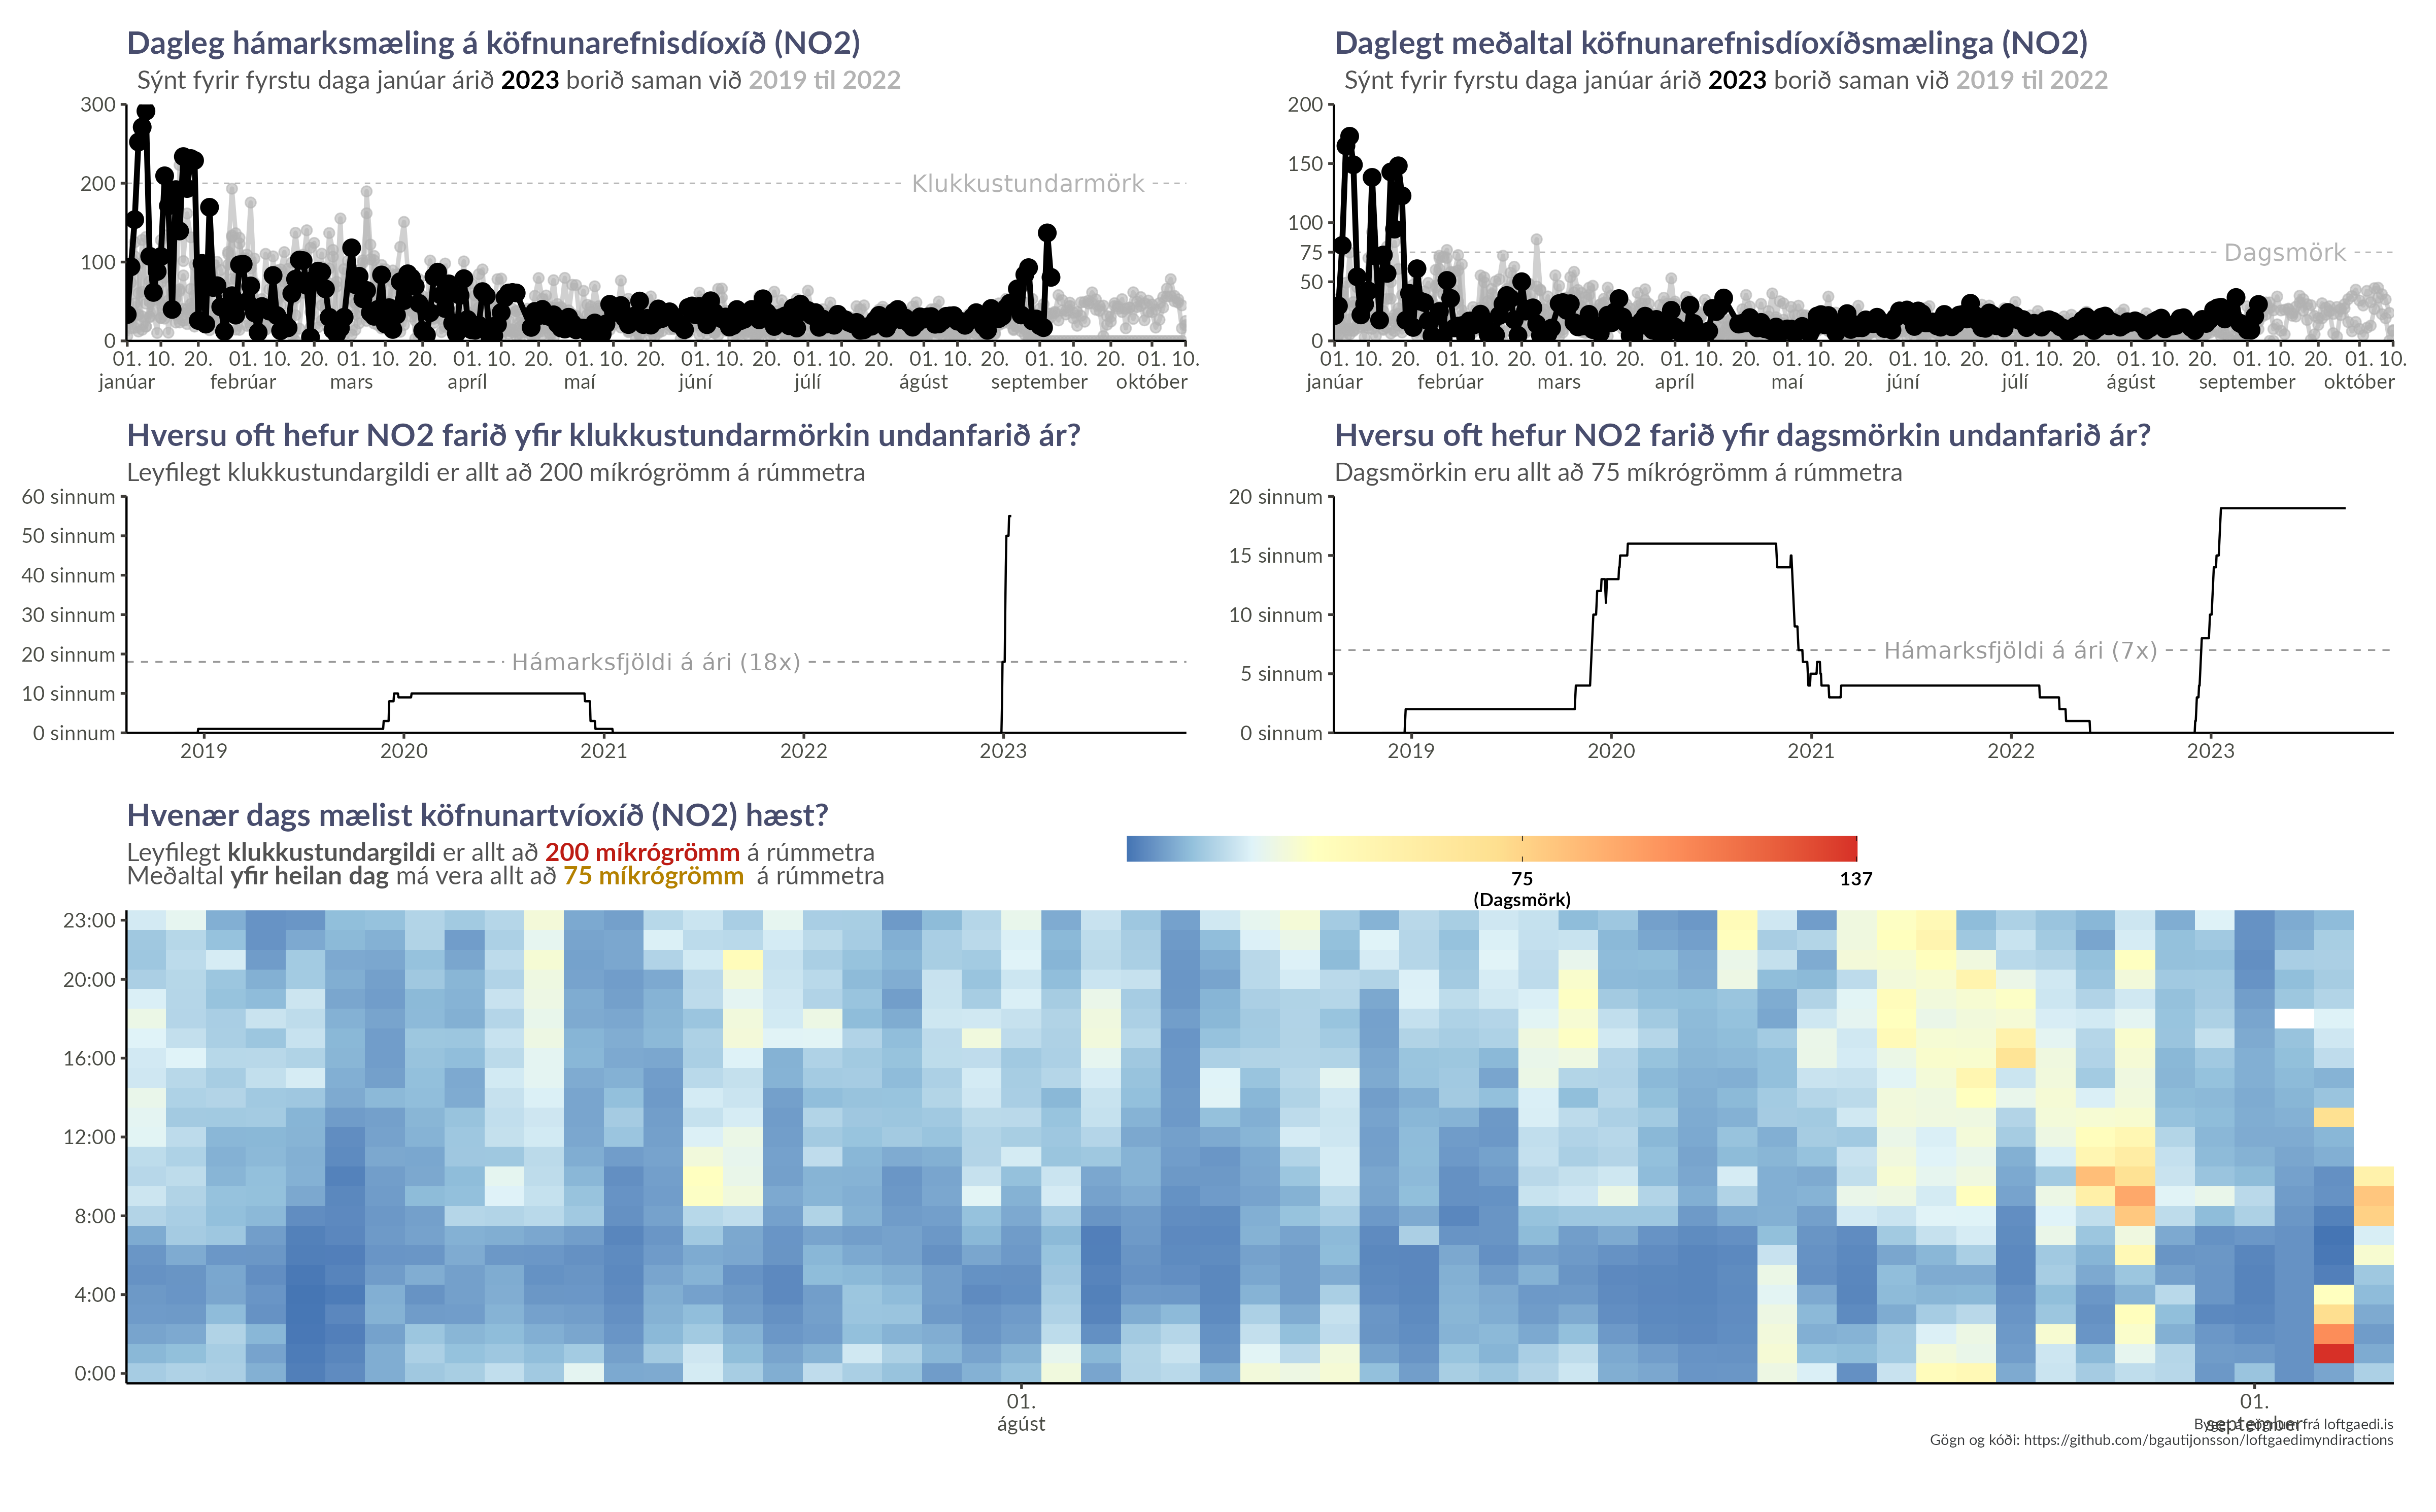 Dagleg hámarksmæling á köfnunarefnisdíoxíð (NO2)
Sýnt fyrir fyrstu daga janúar árið 2023 borið saman við 2019 til 2022
300
200
100
0
Klukkustundarmörk
01. 10. 20. 01. 10. 20. 01. 10. 20. 01. 10. 20. 01. 10. 20. 01. 10. 20. 01. 10. 20. 01. 10. 20. 01. 10. 20. 01. 10.
janúar febrúar mars apríl maí júní júlí ágúst september október
Daglegt meðaltal köfnunarefnisdíoxíðsmælinga (NO2)
Sýnt fyrir fyrstu daga janúar árið 2023 borið saman við 2019 til 2022
200
150
100
75
50
0
Dagsmörk
01. 10. 20. 01. 10. 20. 01. 10. 20. 01. 10. 20. 01. 10. 20. 01. 10. 20. 01. 10. 20. 01. 10. 20. 01. 10. 20. 01. 10.
janúar febrúar mars apríl maí júní júlí ágúst september október
Hversu oft hefur NO2 farið yfir klukkustundarmörkin undanfarið ár?
Leyfilegt klukkustundargildi er allt að 200 míkrógrömm á rúmmetra
60 sinnum
50 sinnum
40 sinnum
30 sinnum
20 sinnum
10 sinnum
0 sinnum
Hámarksfjöldi á ári (18x)
2019 2020 2021 2022 2023
Hversu oft hefur NO2 farið yfir dagsmörkin undanfarið ár?
Dagsmörkin eru allt að 75 míkrógrömm á rúmmetra
20 sinnum
15 sinnum
10 sinnum
5 sinnum
0 sinnum
Hámarksfjöldi á ári (7x)
2019 2020 2021 2022 2023
Hvenær dags mælist köfnunartvíoxíð (NO2) hæst?
Leyfilegt klukkustundargildi er allt að 200 míkrógrömm á rúmmetra
Meðaltal yfir heilan dag má vera allt að 75 míkrógrömm á rúmmetra
75 137
(Dagsmörk)
23:00
20:00
16:00
12:00
8:00
4:00
0:00
01. 01.
ágúst september
Byggt á gögnum frá loftgaedi.is
Gögn og kóði: https://github.com/bgautijonsson/loftgaedimyndiractions